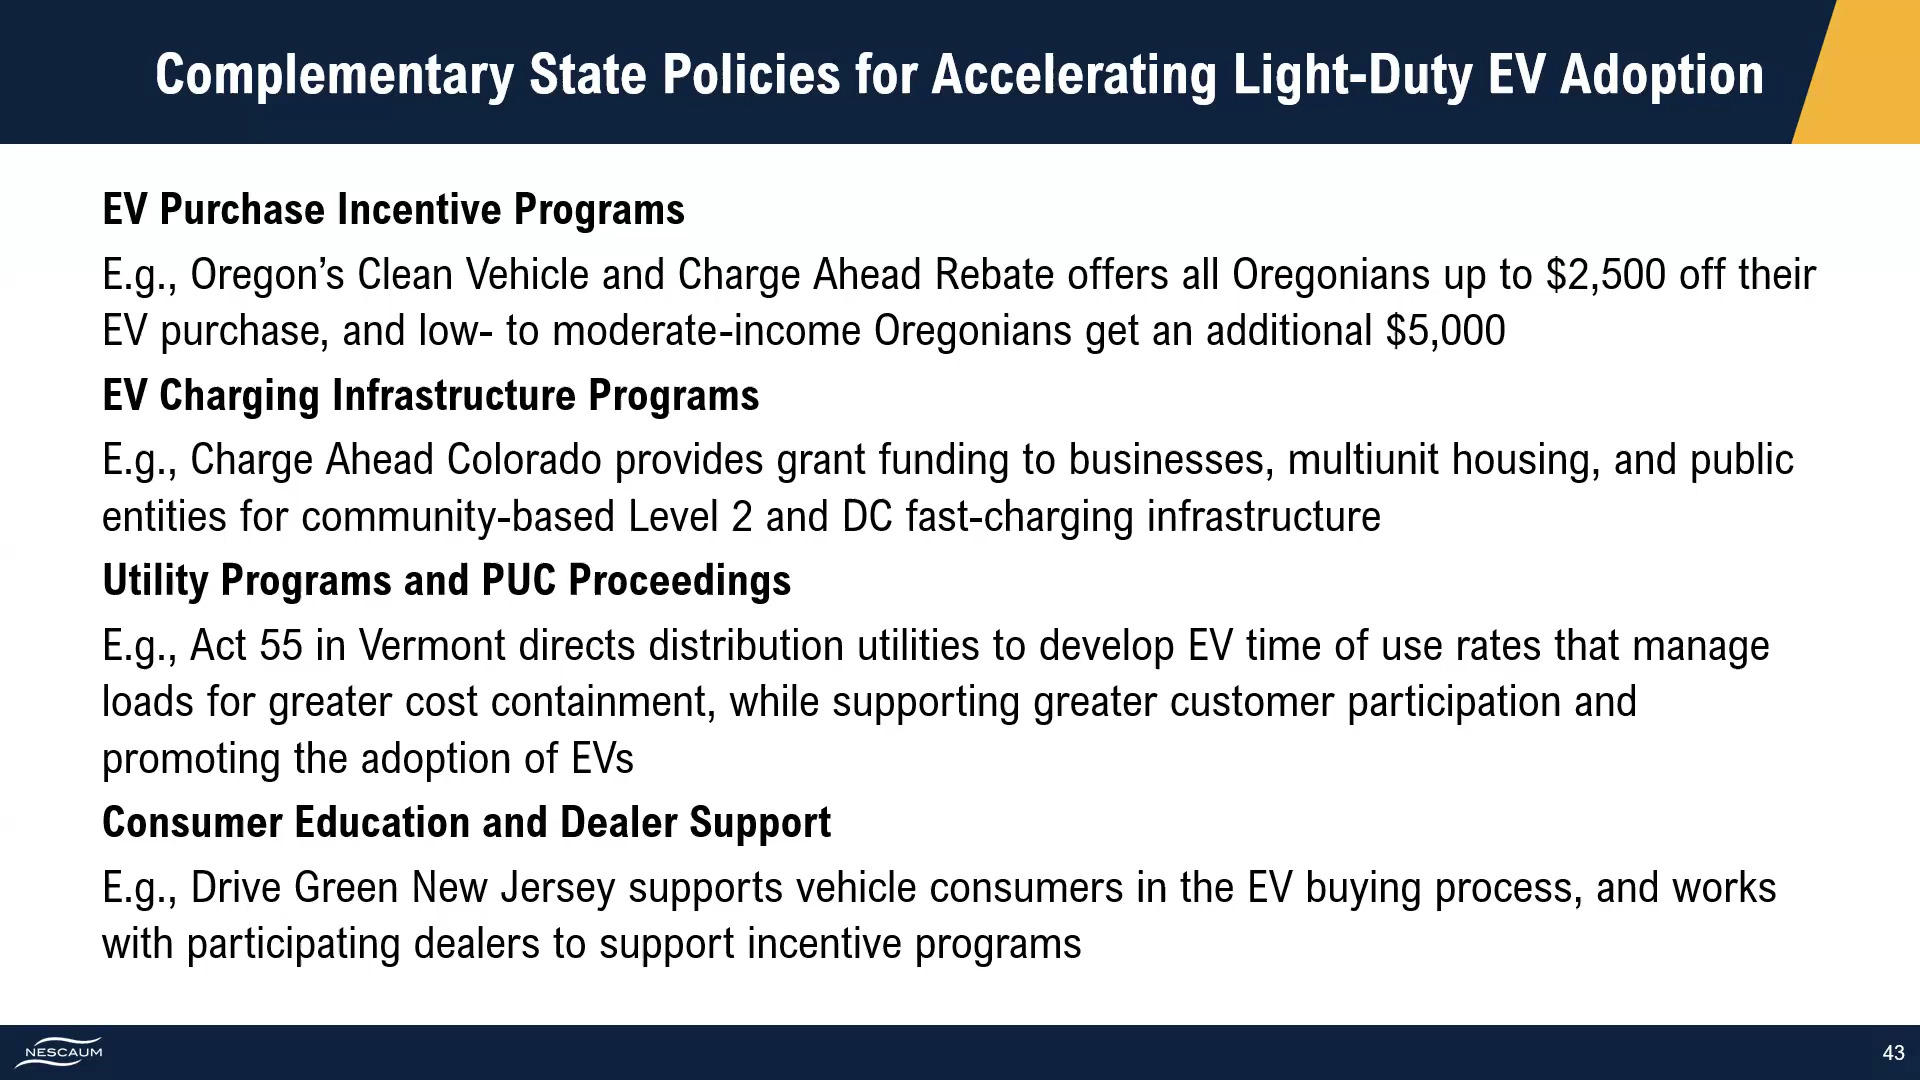 Complementary State Policies for Accelerating Light-Duty EV Adoption
EV Purchase Incentive Programs
E.g., Oregon’s Clean Vehicle and Charge Ahead Rebate offers all Oregonians up to $2,500 off their
EV purchase, and low- to moderate-income Oregonians get an additional $5,000
EV Charging Infrastructure Programs
E.g., Charge Ahead Colorado provides grant funding to businesses, multiunit housing, and public
entities for community-based Level 2 and DC fast-charging infrastructure
Utility Programs and PUC Proceedings
E.g., Act 55 in Vermont directs distribution utilities to develop EV time of use rates that manage
loads for greater cost containment, while supporting greater customer participation and
promoting the adoption of EVs
Consumer Education and Dealer Support
E.g., Drive Green New Jersey supports vehicle consumers in the EV buying process, and works
with participating dealers to support incentive programs
NESCAUM
43